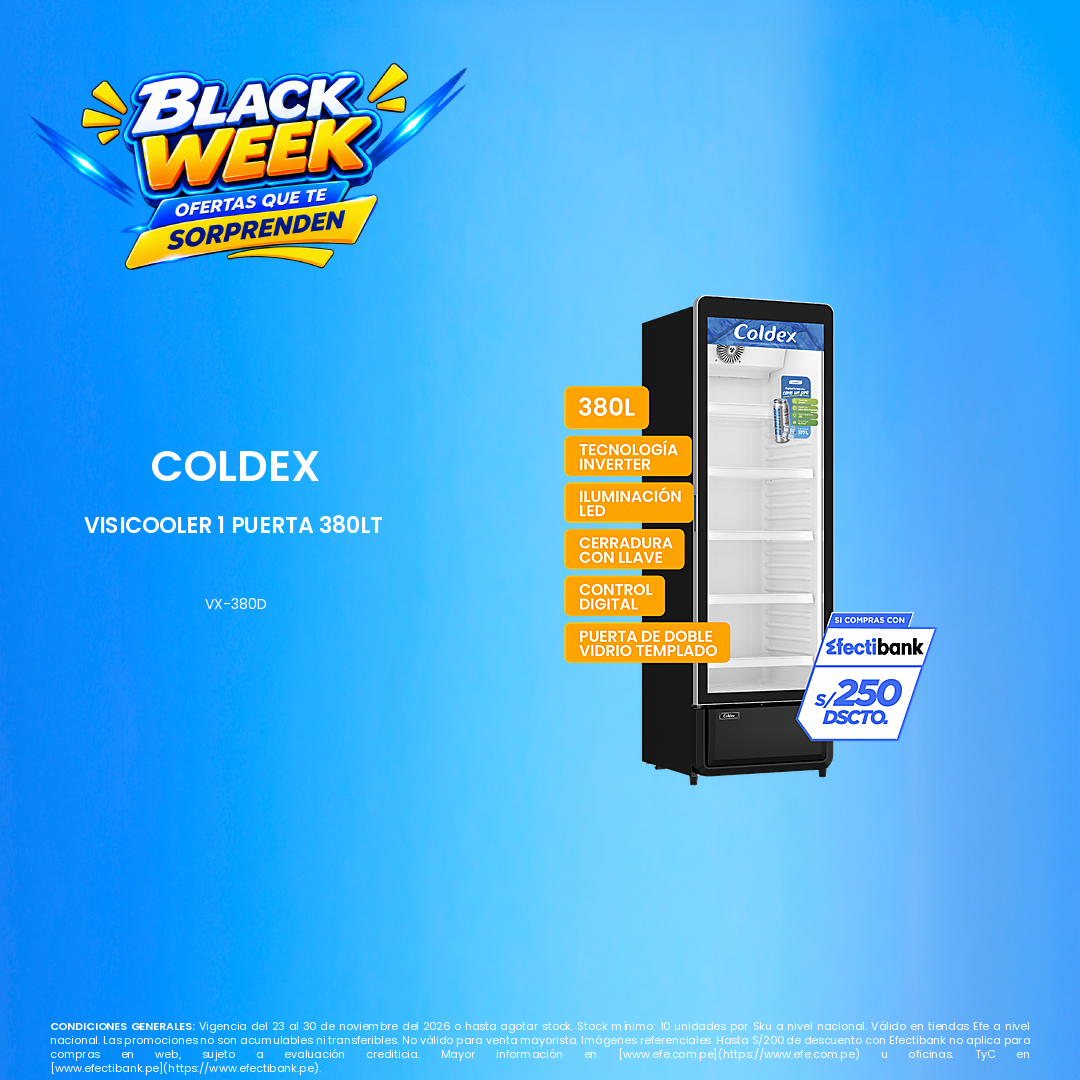 BLACK
WEEK
OFERTAS QUE TE
SORPRENDEN
Coldex
380L
TECNOLOGÍA
INVERTER
COLDEX
ILUMINACIÓN
LED
VISICOOLER 1 PUERTA 380LT
CERRADURA
CON LLAVE
CONTROL
DIGITAL
VX-380D
PUERTA DE DOBLE
VIDRIO TEMPLADO
SI COMPRAS CON
Efectibank
S/250
DSCTO.
Coldex
CONDICIONES GENERALES: Vigencia del 23 al 30 de noviembre del 2026 o hasta agotar stock. Stock mínimo: 10 unidades por Sku a nivel nacional. Válido en tiendas Efe a nivel
nacional. Las promociones no son acumulables ni transferibles. No válido para venta mayorista. Imágenes referenciales. Hasta S/200 de descuento con Efectibank no aplica para
compras en web, sujeto a evaluación crediticia. Mayor información en [www.efe.com.pe](https://www.efe.com.pe) u oficinas. TyC en
[www.efectibank.pe](https://www.efectibank.pe).